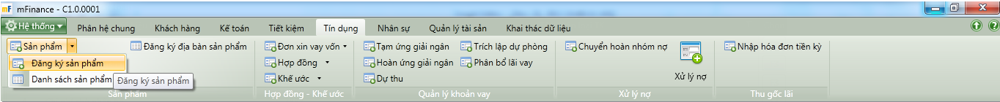 mF mFinance - C1.0.0001
Hệ thống Phân hệ chung Khách hàng Kế toán Tiết kiệm Tín dụng Nhân sự Quản lý tài sản Khai thác dữ liệu
Sản phẩm Đăng ký địa bàn sản phẩm Đơn xin vay vốn Tạm ứng giải ngân Trích lập dự phòng Chuyển hoàn nhóm nợ Nhập hóa đơn tiền kỳ
Đăng ký sản phẩm Hợp đồng Hoàn ứng giải ngân Phân bổ lãi vay
Danh sách sản phẩm Đăng ký sản phẩm Khế ước Dự thu Xử lý nợ
Sản phẩm Hợp đồng - Khế ước Quản lý khoản vay Xử lý nợ Thu gốc lãi